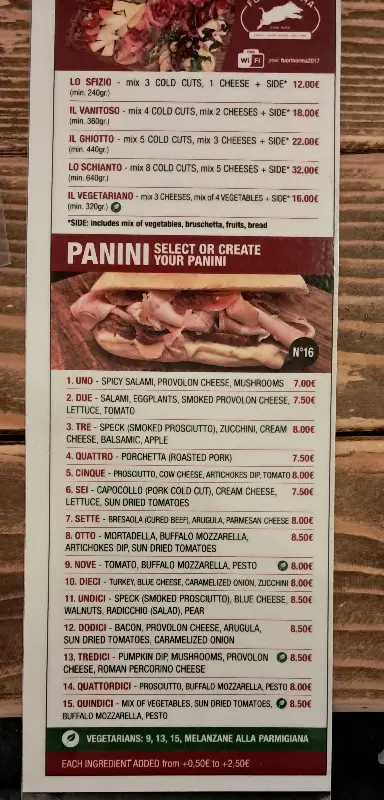 FREE
Wi Fi
psw: fuorinorma2017
LO SFIZIO - mix 3 COLD CUTS, 1 CHEESE + SIDE* 12.00€
(min. 240gr.)
IL VANITOSO - mix 4 COLD CUTS, mix 2 CHEESES + SIDE* 18.00€
(min. 360gr.)
IL GHIOTTO - mix 5 COLD CUTS, mix 3 CHEESES + SIDE* 22.00€
(min. 440gr.)
LO SCHIANTO - mix 8 COLD CUTS, mix 5 CHEESES + SIDE* 32.00€
(min. 640gr.)
IL VEGETARIANO - mix 3 CHEESES, mix of 4 VEGETABLES + SIDE* 16.00€
(min. 320gr.)
*SIDE: includes mix of vegetables, bruschetta, fruits, bread
PANINI SELECT OR CREATE
YOUR PANINI
N°16
1. UNO - SPICY SALAMI, PROVOLON CHEESE, MUSHROOMS 7.00€
2. DUE - SALAMI, EGGPLANTS, SMOKED PROVOLON CHEESE, 7.50€
LETTUCE, TOMATO
3. TRE - SPECK (SMOKED PROSCIUTTO), ZUCCHINI, CREAM 8.00€
CHEESE, BALSAMIC, APPLE
4. QUATTRO - PORCHETTA (ROASTED PORK) 7.50€
5. CINQUE - PROSCIUTTO, COW CHEESE, ARTICHOKES DIP, TOMATO 8.00€
6. SEI - CAPOCOLLO (PORK COLD CUT), CREAM CHEESE, 7.50€
LETTUCE, SUN DRIED TOMATOES
7. SETTE - BRESAOLA (CURED BEEF), ARUGULA, PARMESAN CHEESE 8.00€
8. OTTO - MORTADELLA, BUFFALO MOZZARELLA, 8.50€
ARTICHOKES DIP, SUN DRIED TOMATOES
9. NOVE - TOMATO, BUFFALO MOZZARELLA, PESTO 8.00€
10. DIECI - TURKEY, BLUE CHEESE, CARAMELIZED ONION, ZUCCHINI 8.00€
11. UNDICI - SPECK (SMOKED PROSCIUTTO), BLUE CHEESE, 8.50€
WALNUTS, RADICCHIO (SALAD), PEAR
12. DODICI - BACON, PROVOLON CHEESE, ARUGULA, 8.50€
SUN DRIED TOMATOES, CARAMELIZED ONION
13. TREDICI - PUMPKIN DIP, MUSHROOMS, PROVOLON 8.50€
CHEESE, ROMAN PERCORINO CHEESE
14. QUATTORDICI - PROSCIUTTO, BUFFALO MOZZARELLA, PESTO 8.00€
15. QUINDICI - MIX OF VEGETABLES, SUN DRIED TOMATOES, 8.50€
BUFFALO MOZZARELLA, PESTO
VEGETARIANS: 9, 13, 15, MELANZANE ALLA PARMIGIANA
EACH INGREDIENT ADDED from +0,50€ to +2,50€